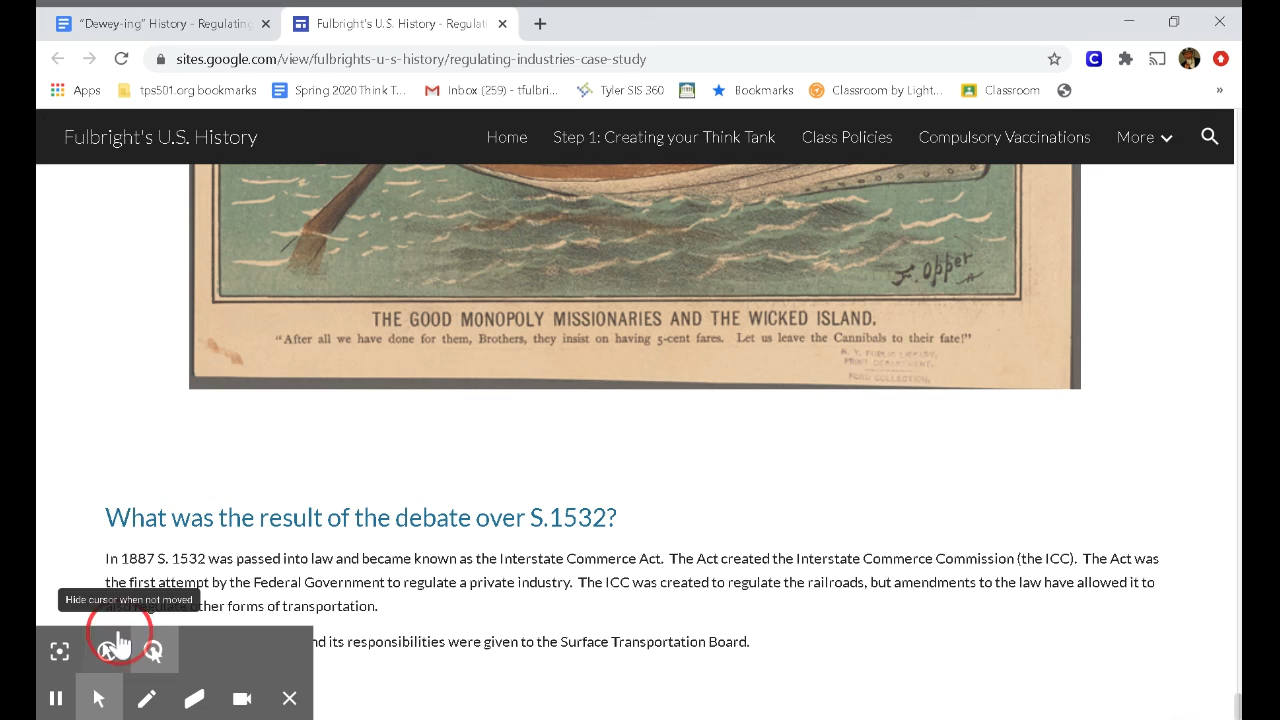 "Dewey-ing" History - Regulating
Fulbright's U.S. History - Regulati
sites.google.com/view/fulbrights-u-s-history/regulating-industries-case-study
Apps tps501.org bookmarks Spring 2020 Think T... Inbox (259) - tfulbri... Tyler SIS 360 Bookmarks Classroom by Light... Classroom »
Fulbright's U.S. History Home Step 1: Creating your Think Tank Class Policies Compulsory Vaccinations More
F. Opper
THE GOOD MONOPOLY MISSIONARIES AND THE WICKED ISLAND.
"After all we have done for them, Brothers, they insist on having 5-cent fares. Let us leave the Cannibals to their fate!"
N. Y. PUBLIC LIBRARY,
PRINT DEPARTMENT.
FORD COLLECTION.
What was the result of the debate over S.1532?
In 1887 S. 1532 was passed into law and became known as the Interstate Commerce Act. The Act created the Interstate Commerce Commission (the ICC). The Act was
the first attempt by the Federal Government to regulate a private industry. The ICC was created to regulate the railroads, but amendments to the law have allowed it to
Hide cursor when not moved
also regulate other forms of transportation.
nd its responsibilities were given to the Surface Transportation Board.